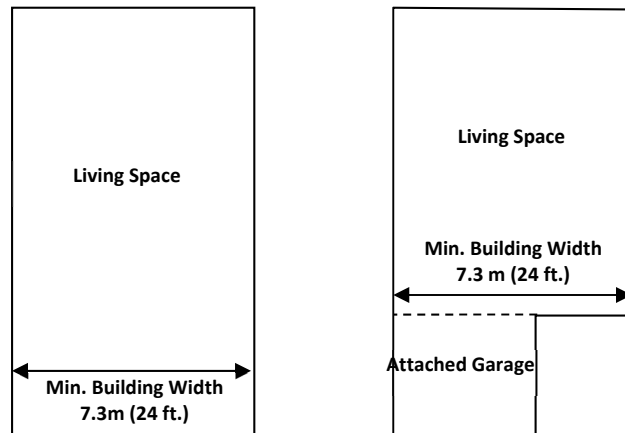 Living Space
Min. Building Width
7.3m (24 ft.)
Living Space
Min. Building Width
7.3 m (24 ft.)
Attached Garage